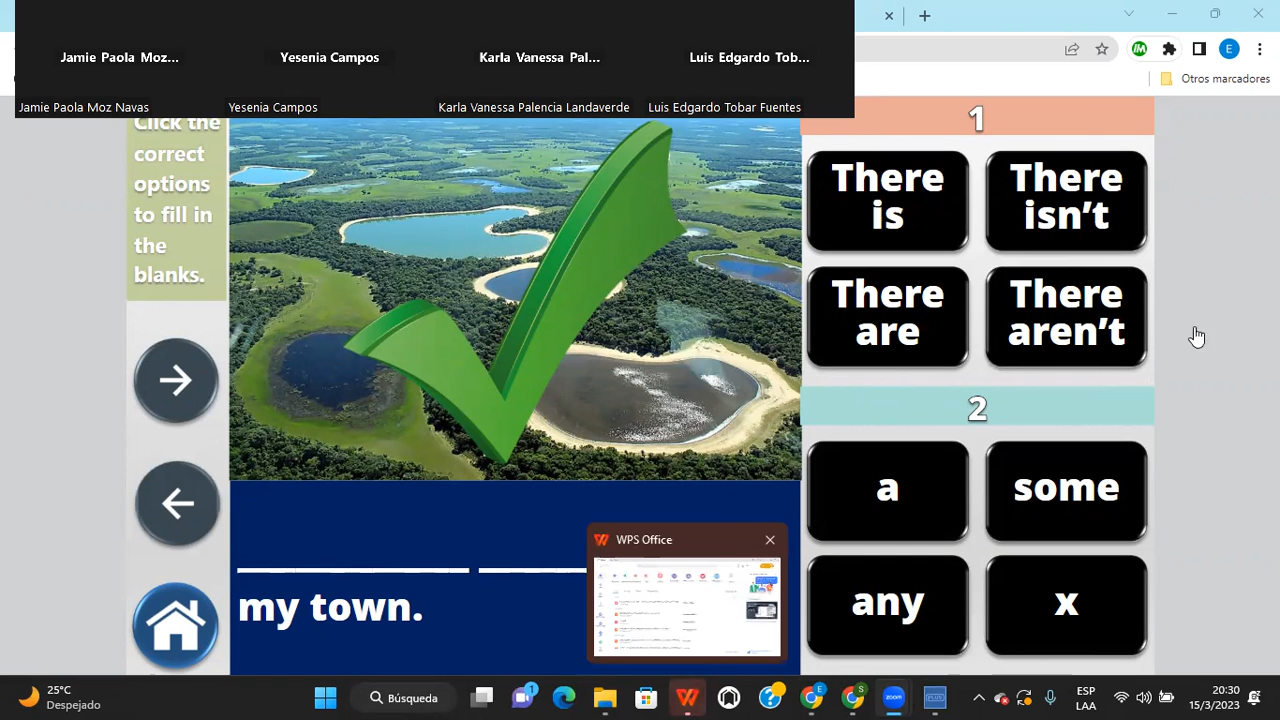 Jamie Paola Moz...
Yesenia Campos
Karla Vanessa Pal...
Luis Edgardo Tob...
Jamie Paola Moz Navas
Yesenia Campos
Karla Vanessa Palencia Landaverde
Luis Edgardo Tobar Fuentes
E
Otros marcadores
Click the
correct
options
to fill in
the
blanks.
1
There
is
There
isn't
There
are
There
aren't
2
a
some
any
x
my town.
WPS Office
25°C
Despejado
Búsqueda
ESP
LAA
20:30
15/3/2023